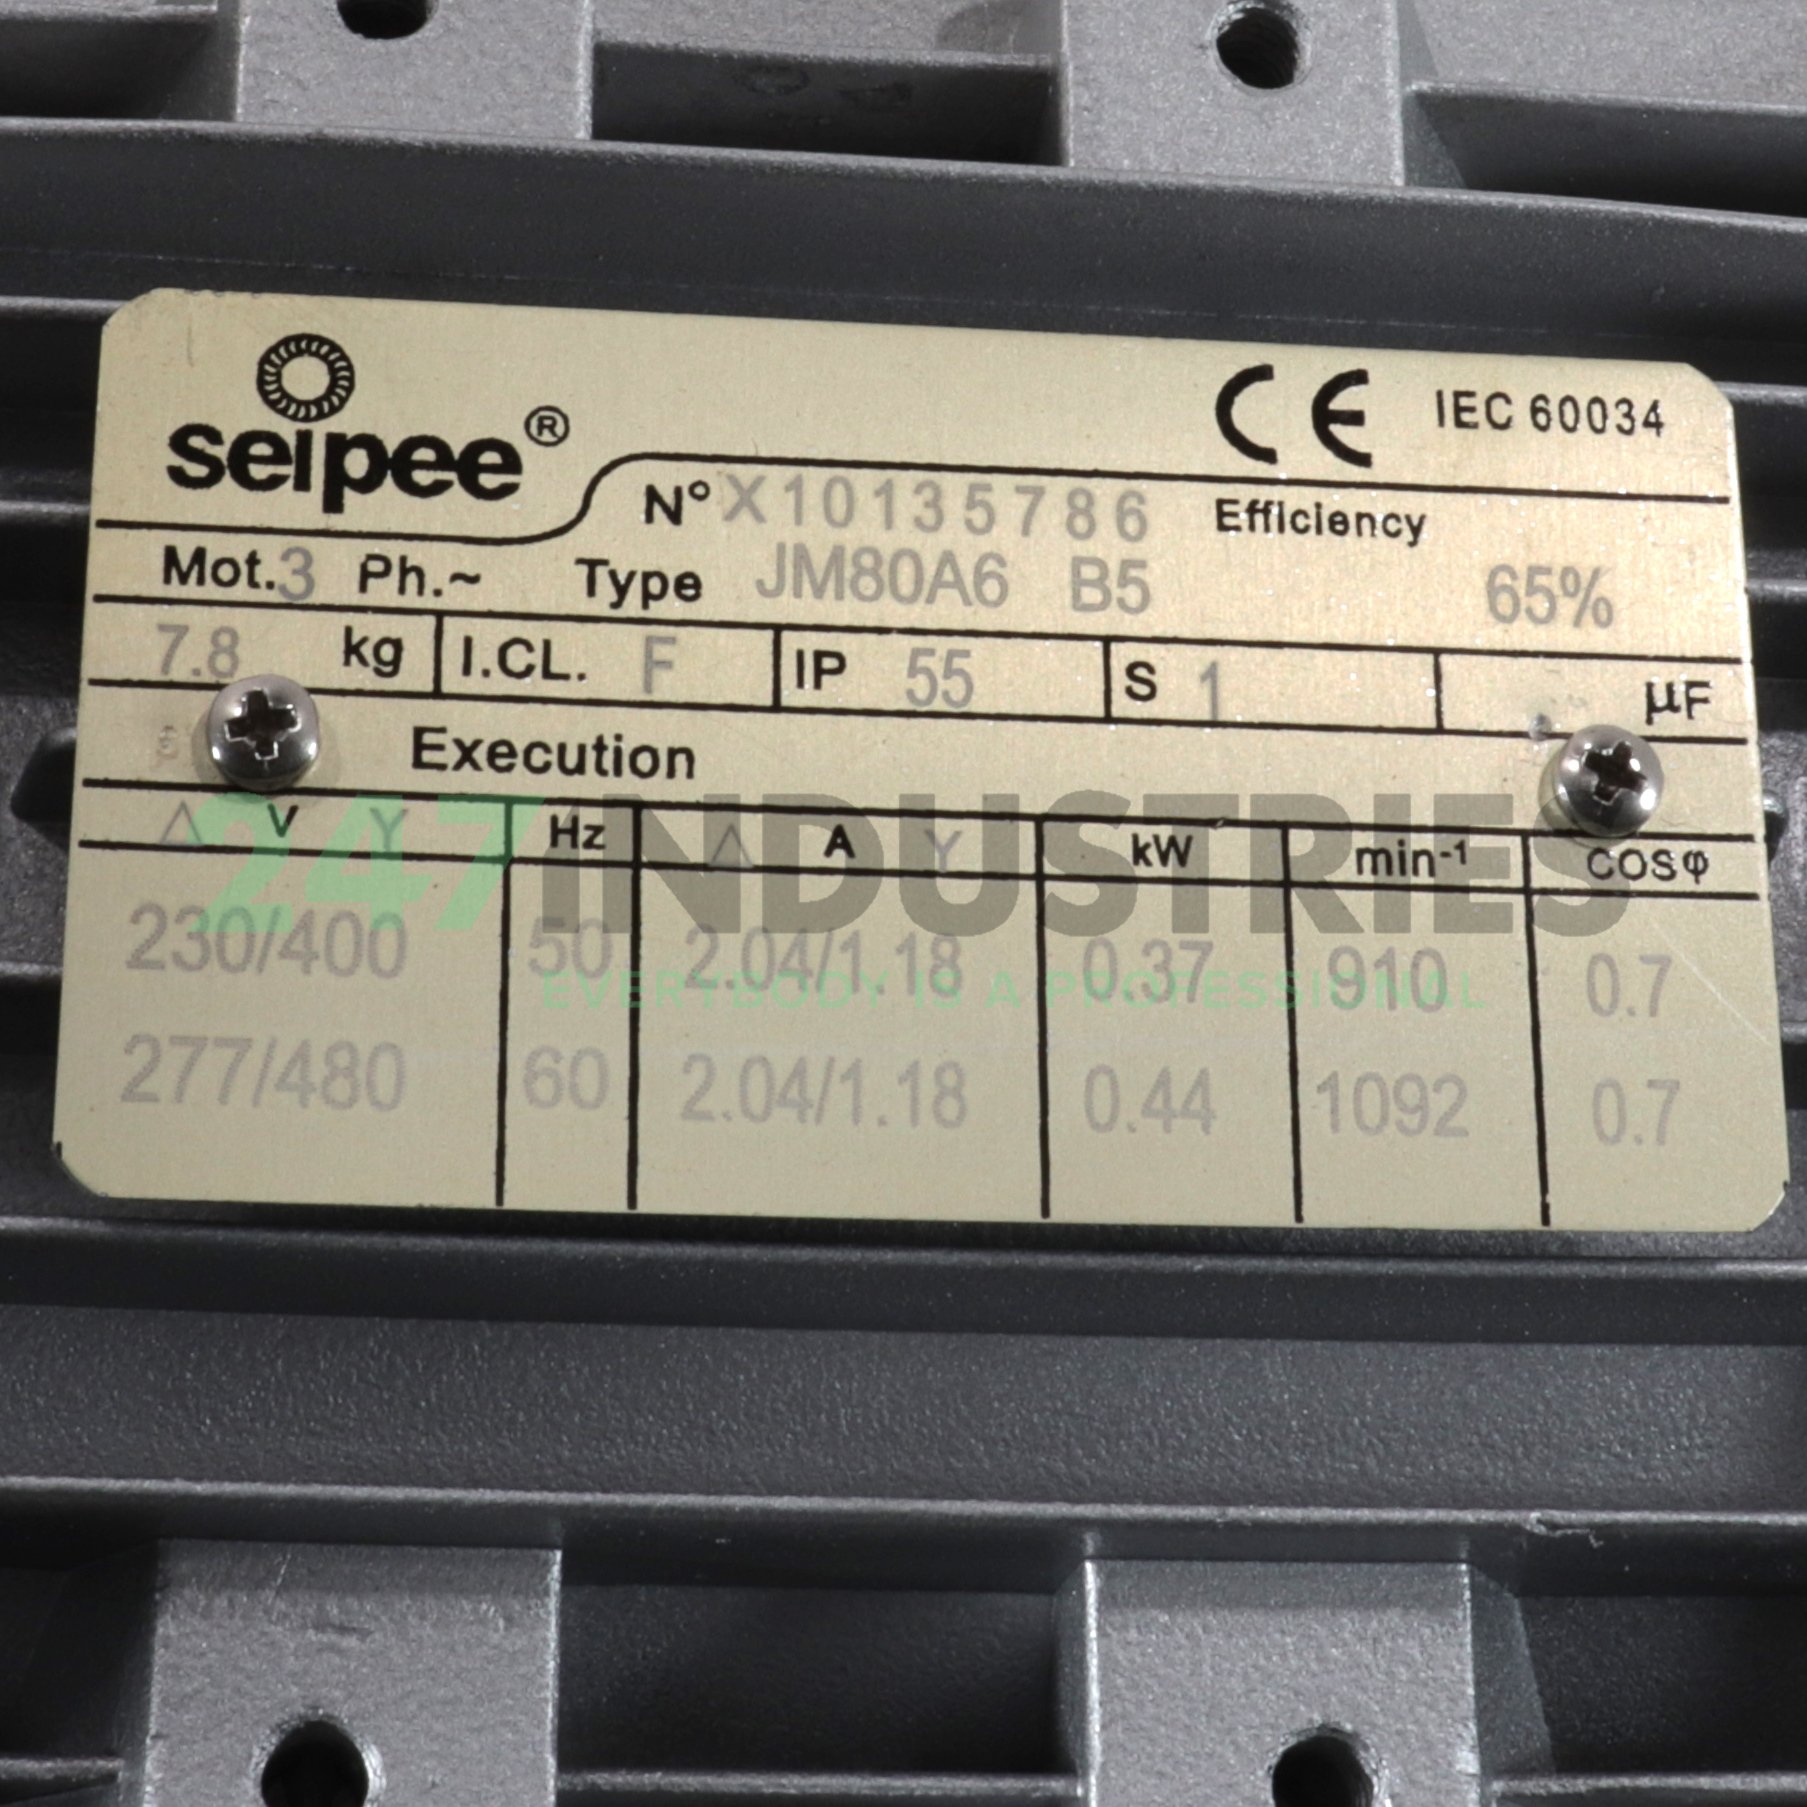 seipee®
CE IEC 60034
N° X10135786 Efficiency
Mot.3 Ph.~ Type JM80A6 B5 65%
7.8 kg I.CL. F IP 55 S 1 µF
Execution
△ V Y Hz △ A Y kW min-1 cosφ
230/400 50 2.04/1.18 0.37 910 0.7
277/480 60 2.04/1.18 0.44 1092 0.7
247INDUSTRIES
EVERYBODY IS A PROFESSIONAL